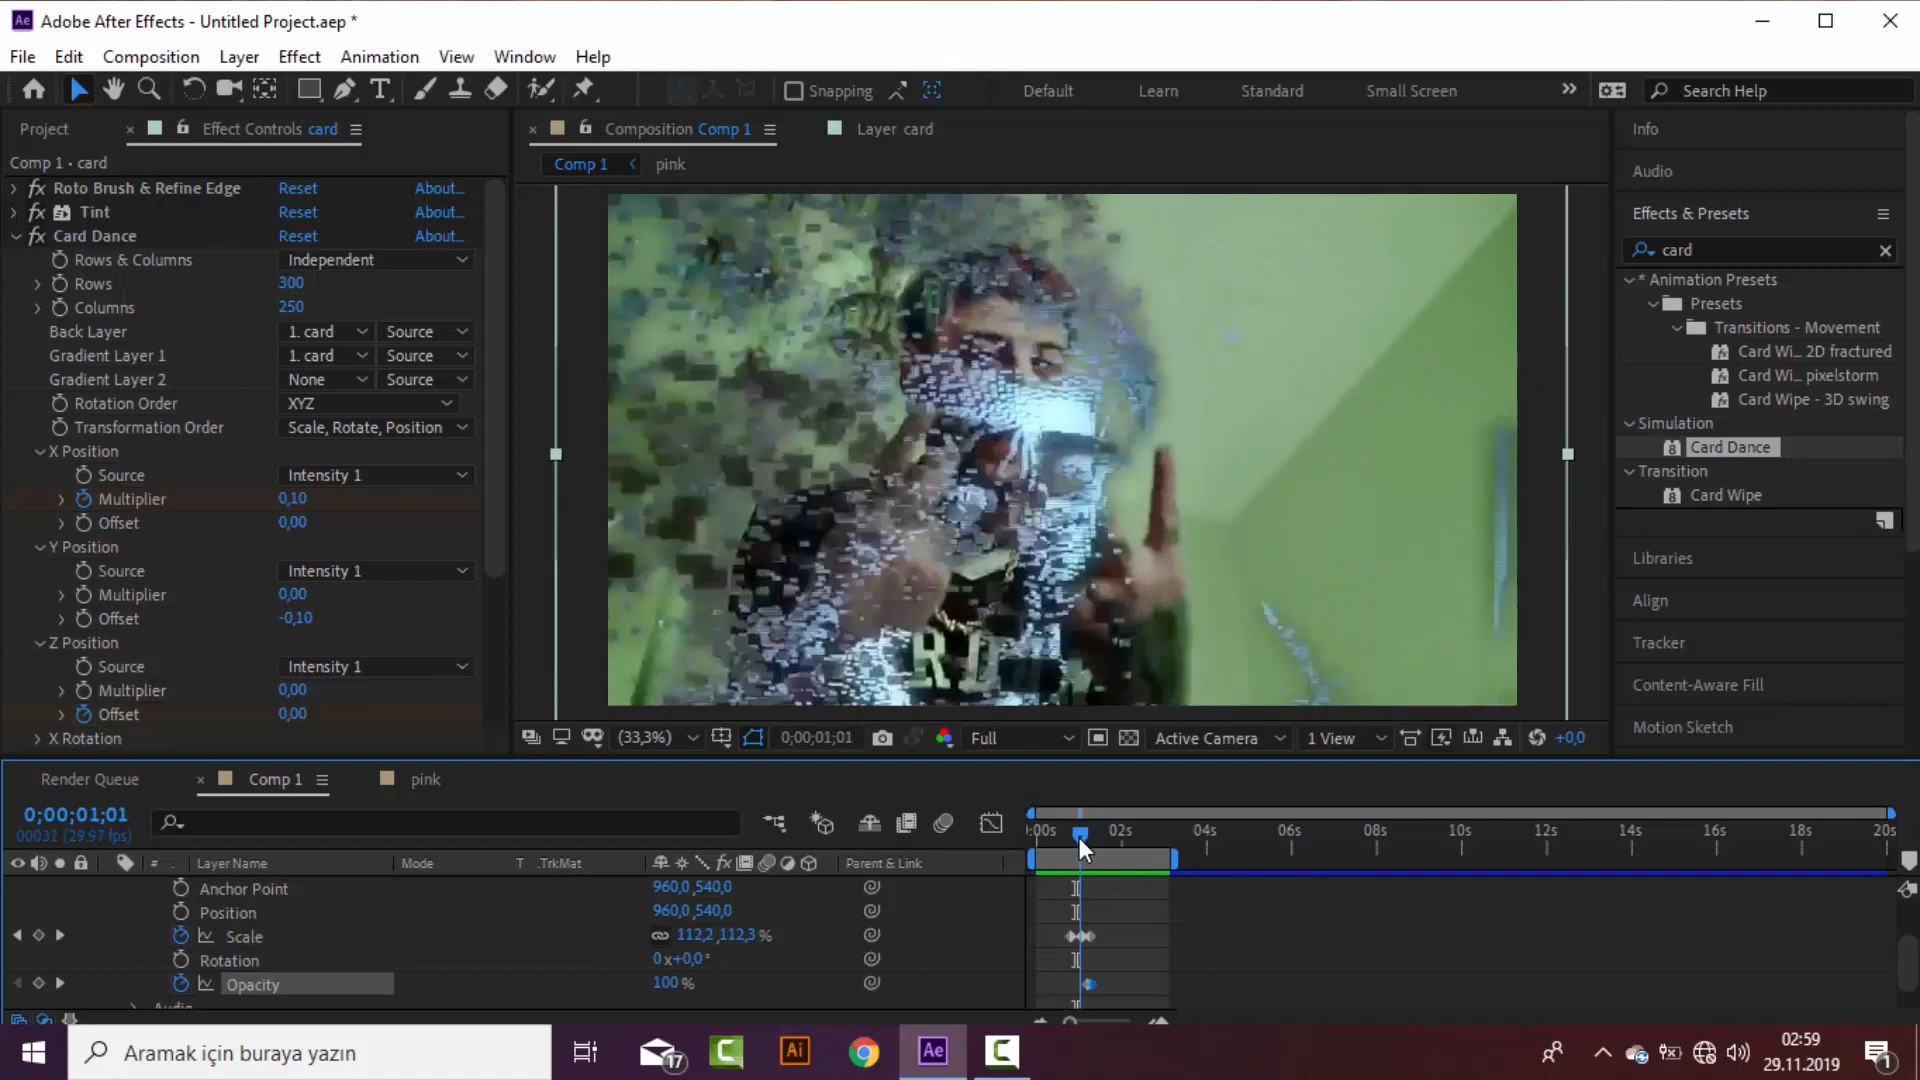 Ae Adobe After Effects - Untitled Project.aep *
File Edit Composition Layer Effect Animation View Window Help
Snapping Default Learn Standard Small Screen Search Help
Project Effect Controls card
Composition Comp 1 Layer card
Comp 1 • card
Comp 1 pink
Roto Brush & Refine Edge Reset About...
Tint Reset About...
Card Dance Reset About...
Rows & Columns Independent
Rows 300
Columns 250
Back Layer 1. card Source
Gradient Layer 1 1. card Source
Gradient Layer 2 None Source
Rotation Order XYZ
Transformation Order Scale, Rotate, Position
X Position
Source Intensity 1
Multiplier 0,10
Offset 0,00
Y Position
Source Intensity 1
Multiplier 0,00
Offset -0,10
Z Position
Source Intensity 1
Multiplier 0,00
Offset 0,00
X Rotation
(33,3%) 0;00;01;01 Full Active Camera 1 View +0,0
Info
Audio
Effects & Presets
card
* Animation Presets
Presets
Transitions - Movement
Card Wi... 2D fractured
Card Wi... pixelstorm
Card Wipe - 3D swing
Simulation
Card Dance
Transition
Card Wipe
Libraries
Align
Tracker
Content-Aware Fill
Motion Sketch
Render Queue Comp 1 pink
0;00;01;01
00031 (29.97 fps)
:00s 02s 04s 06s 08s 10s 12s 14s 16s 18s 20s
# Layer Name Mode T .TrkMat Parent & Link
Anchor Point 960,0 ,540,0
Position 960,0 ,540,0
Scale 112,2 ,112,3 %
Rotation 0 x+0,0 °
Opacity 100 %
Audio
Aramak için buraya yazın
17 Ai Ae
02:59
29.11.2019
1